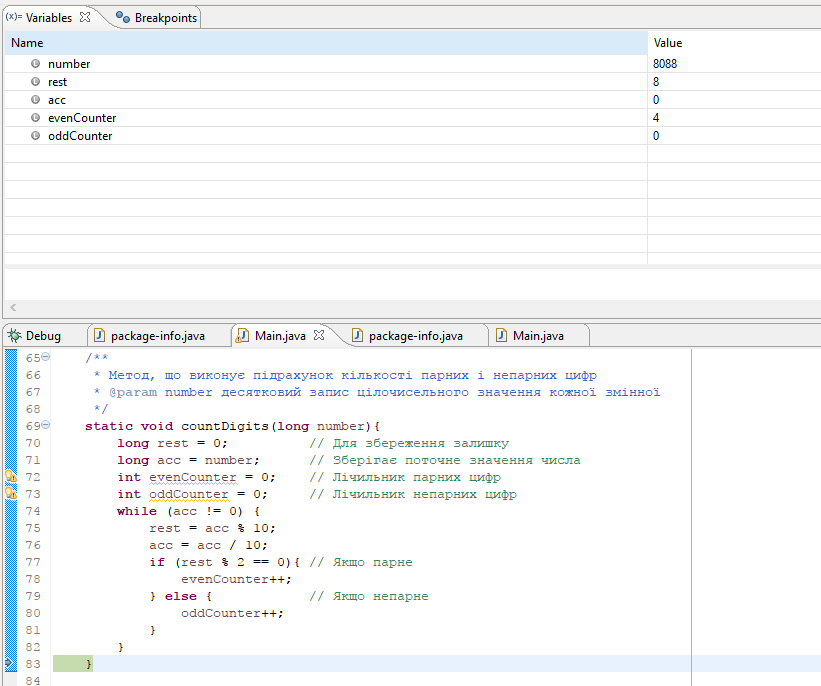 (x)= Variables Breakpoints
Name Value
number 8088
rest 8
acc 0
evenCounter 4
oddCounter 0
Debug package-info.java Main.java package-info.java Main.java
65 /**
66 * Метод, що виконує підрахунок кількості парних і непарних цифр
67 * @param number десятковий запис цілочисельного значення кожної змінної
68 */
69 static void countDigits(long number){
70 long rest = 0; // Для збереження залишку
71 long acc = number; // Зберігає поточне значення числа
72 int evenCounter = 0; // Лічильник парних цифр
73 int oddCounter = 0; // Лічильник непарних цифр
74 while (acc != 0) {
75 rest = acc % 10;
76 acc = acc / 10;
77 if (rest % 2 == 0){ // Якщо парне
78 evenCounter++;
79 } else { // Якщо непарне
80 oddCounter++;
81 }
82 }
83 }
84